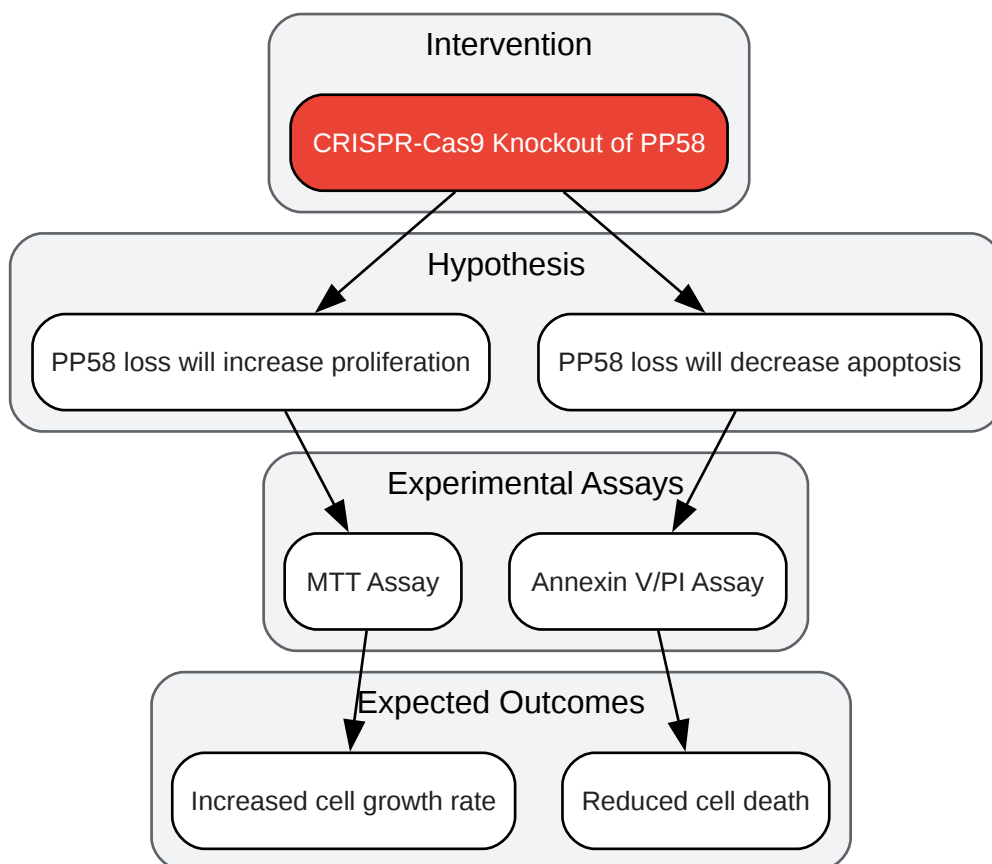 Intervention
CRISPR-Cas9 Knockout of PP58
Hypothesis
PP58 loss will increase proliferation
PP58 loss will decrease apoptosis
Experimental Assays
MTT Assay
Annexin V/PI Assay
Expected Outcomes
Increased cell growth rate
Reduced cell death